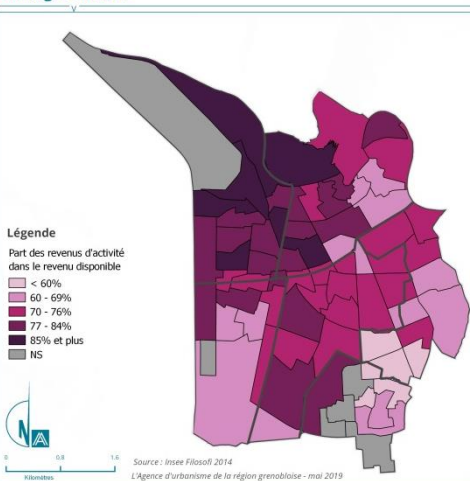 Légende
Part des revenus d'activité
dans le revenu disponible
< 60%
60 - 69%
70 - 76%
77 - 84%
85% et plus
NS
N
0 0.8 1.6
Kilomètres
Source : Insee Filosofi 2014
L'Agence d'urbanisme de la région grenobloise - mai 2019